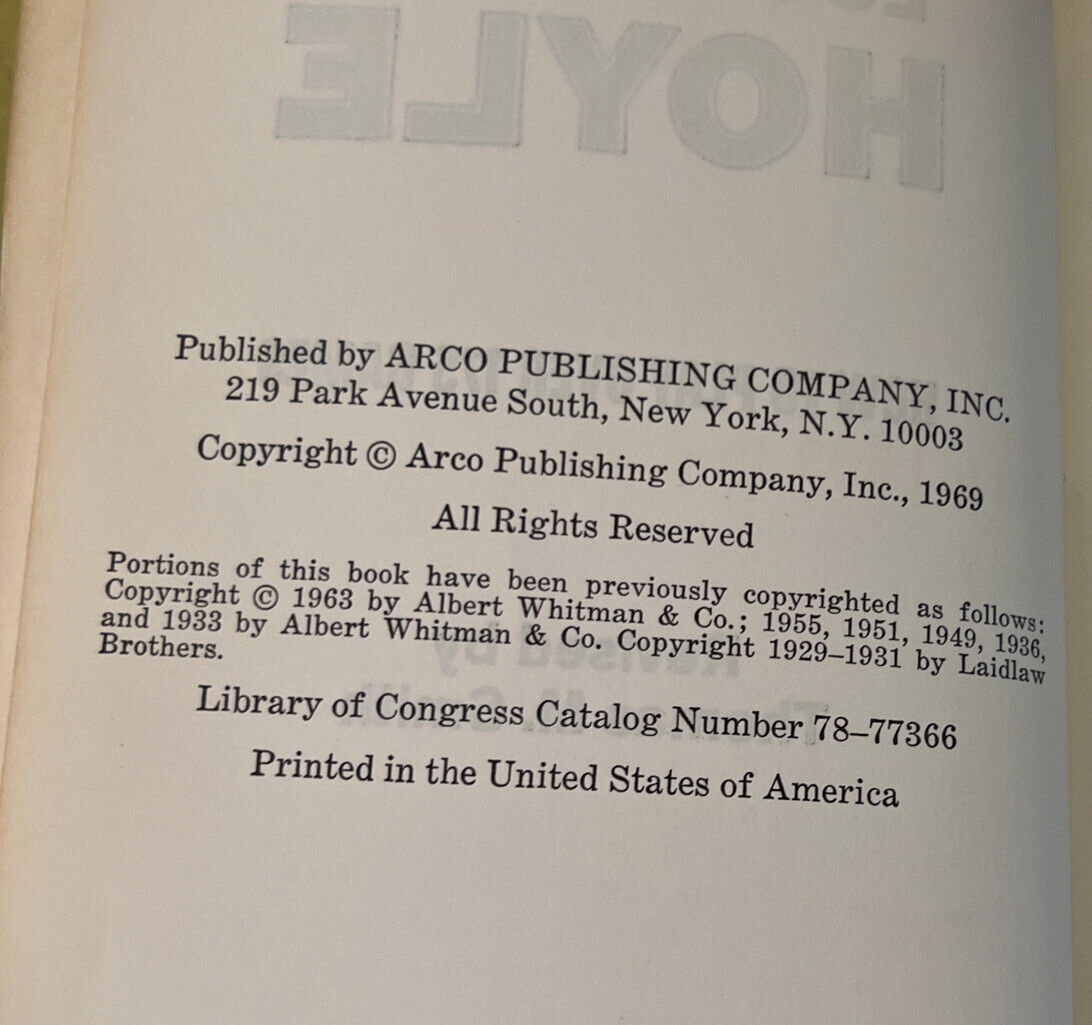 HOYLE
Published by ARCO PUBLISHING COMPANY, INC.
219 Park Avenue South, New York, N.Y. 10003
Copyright © Arco Publishing Company, Inc., 1969
All Rights Reserved
Portions of this book have been previously copyrighted as follows:
Copyright © 1963 by Albert Whitman & Co.; 1955, 1951, 1949, 1936,
and 1933 by Albert Whitman & Co. Copyright 1929–1931 by Laidlaw
Brothers.
Library of Congress Catalog Number 78–77366
Printed in the United States of America